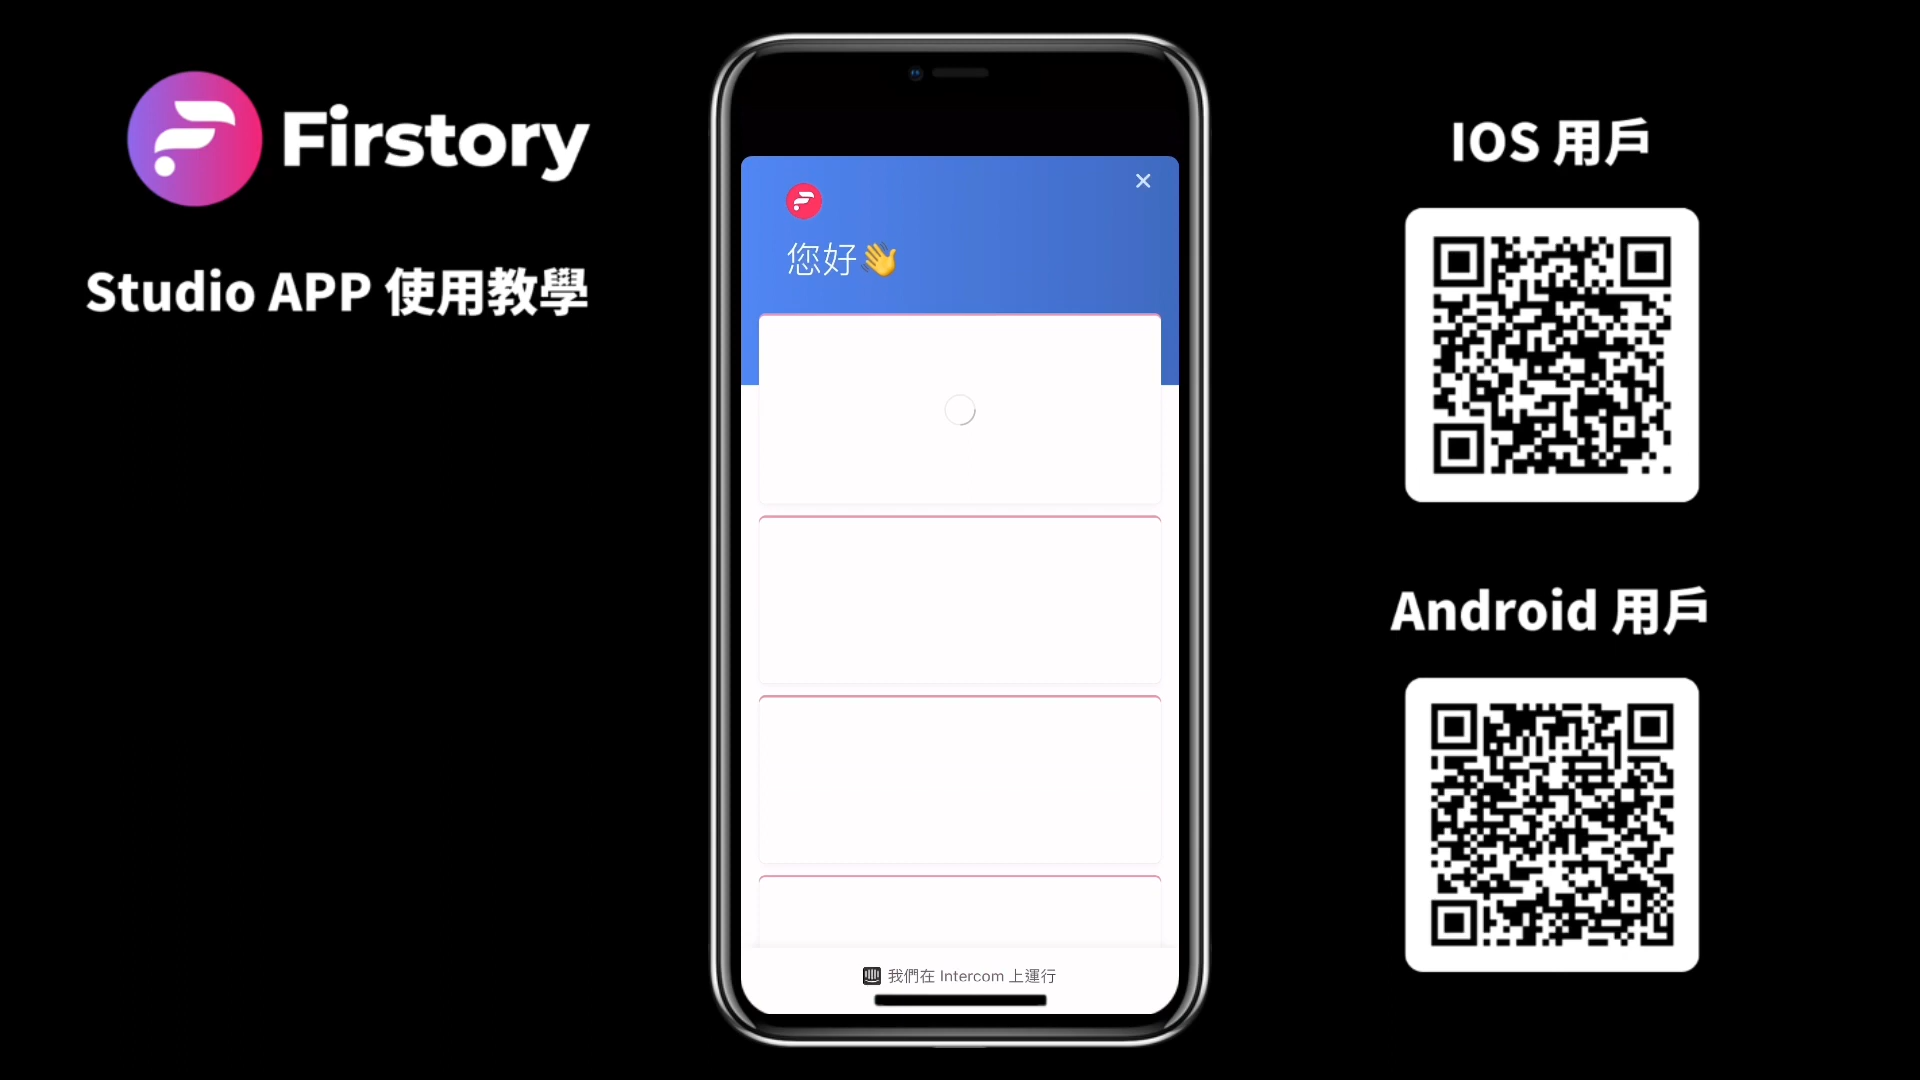 Firstory
Studio APP 使用教學
您好👋
我們在 Intercom 上運行
IOS 用戶
Android 用戶